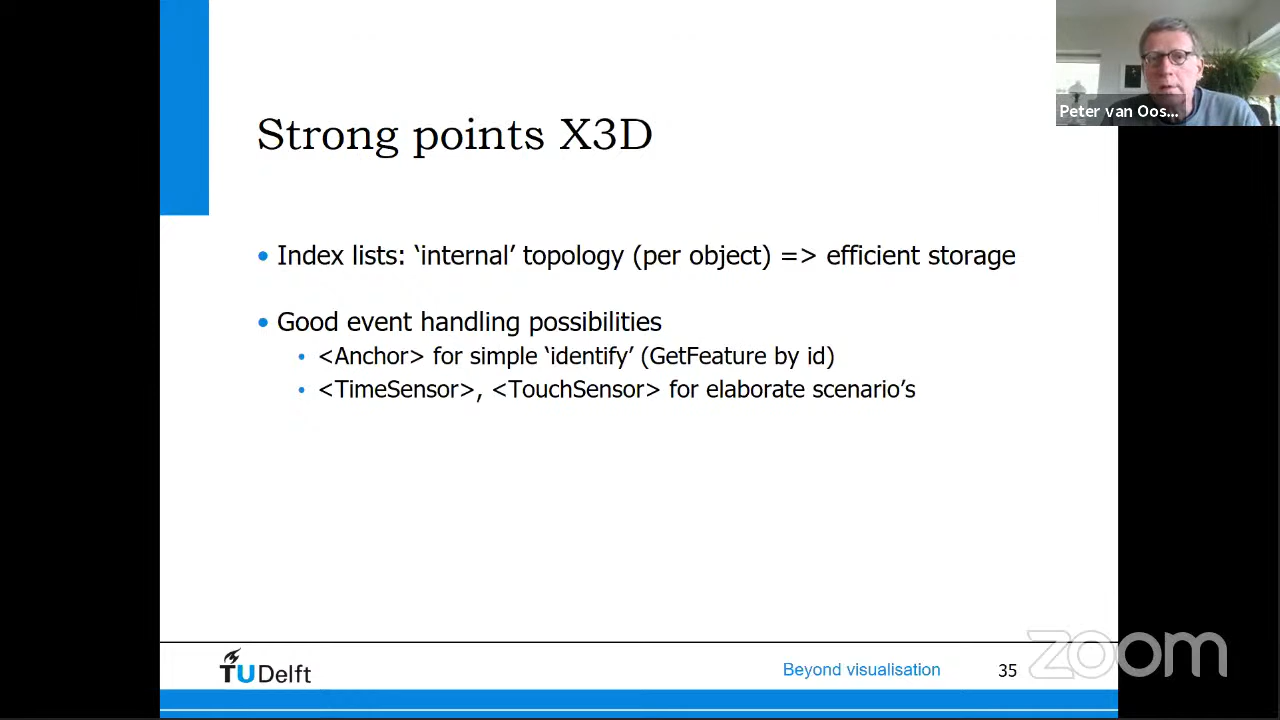 Peter van Oos...
Strong points X3D
• Index lists: ‘internal’ topology (per object) => efficient storage
• Good event handling possibilities
• <Anchor> for simple ‘identify’ (GetFeature by id)
• <TimeSensor>, <TouchSensor> for elaborate scenario’s
TUDelft
Beyond visualisation
35
zoom